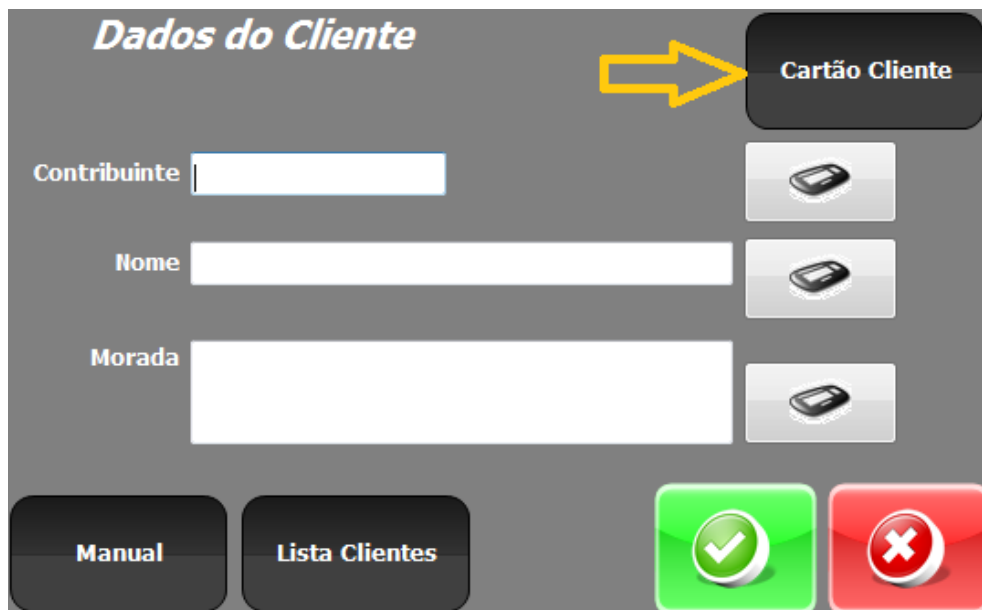 Dados do Cliente
Cartão Cliente
Contribuinte
Nome
Morada
Manual
Lista Clientes